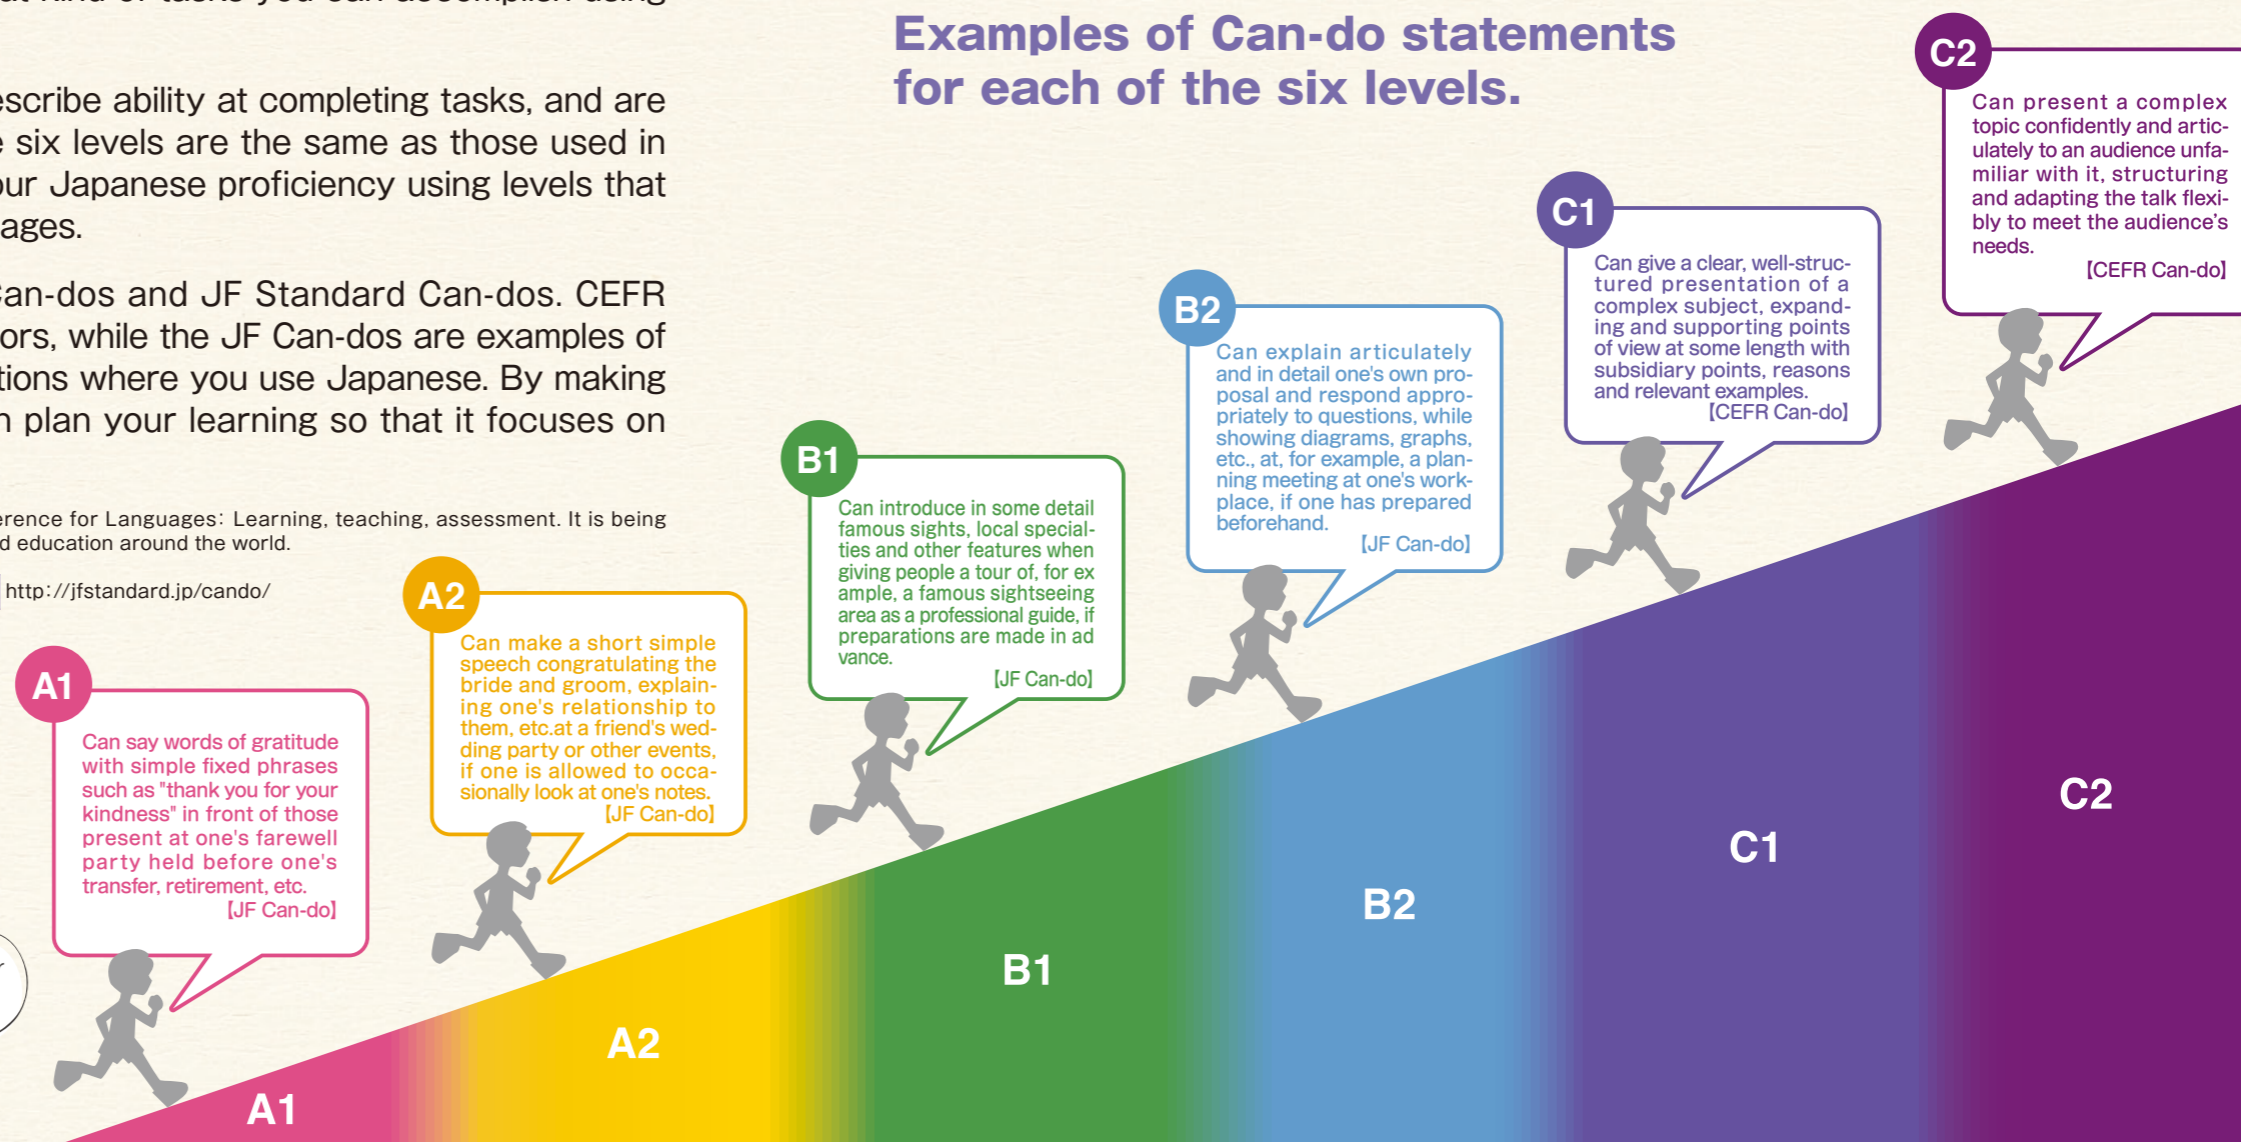 at kind of tasks you can accomplish using
escribe ability at completing tasks, and are
e six levels are the same as those used in
our Japanese proficiency using levels that
ages.
Can-dos and JF Standard Can-dos. CEFR
ors, while the JF Can-dos are examples of
tions where you use Japanese. By making
n plan your learning so that it focuses on
erence for Languages: Learning, teaching, assessment. It is being
d education around the world.
http://jfstandard.jp/cando/
Examples of Can-do statements
for each of the six levels.
A1
Can say words of gratitude
with simple fixed phrases
such as "thank you for your
kindness" in front of those
present at one's farewell
party held before one's
transfer, retirement, etc.
【JF Can-do】
A2
Can make a short simple
speech congratulating the
bride and groom, explain-
ing one's relationship to
them, etc.at a friend's wed-
ding party or other events,
if one is allowed to occa-
sionally look at one's notes.
【JF Can-do】
B1
Can introduce in some detail
famous sights, local special-
ties and other features when
giving people a tour of, for ex
ample, a famous sightseeing
area as a professional guide, if
preparations are made in ad
vance.
【JF Can-do】
B2
Can explain articulately
and in detail one's own pro-
posal and respond appro-
priately to questions, while
showing diagrams, graphs,
etc., at, for example, a plan-
ning meeting at one's work-
place, if one has prepared
beforehand.
【JF Can-do】
C1
Can give a clear, well-struc-
tured presentation of a
complex subject, expand-
ing and supporting points
of view at some length with
subsidiary points, reasons
and relevant examples.
【CEFR Can-do】
C2
Can present a complex
topic confidently and artic-
ulately to an audience unfa-
miliar with it, structuring
and adapting the talk flexi-
bly to meet the audience's
needs.
【CEFR Can-do】
A1
A2
B1
B2
C1
C2